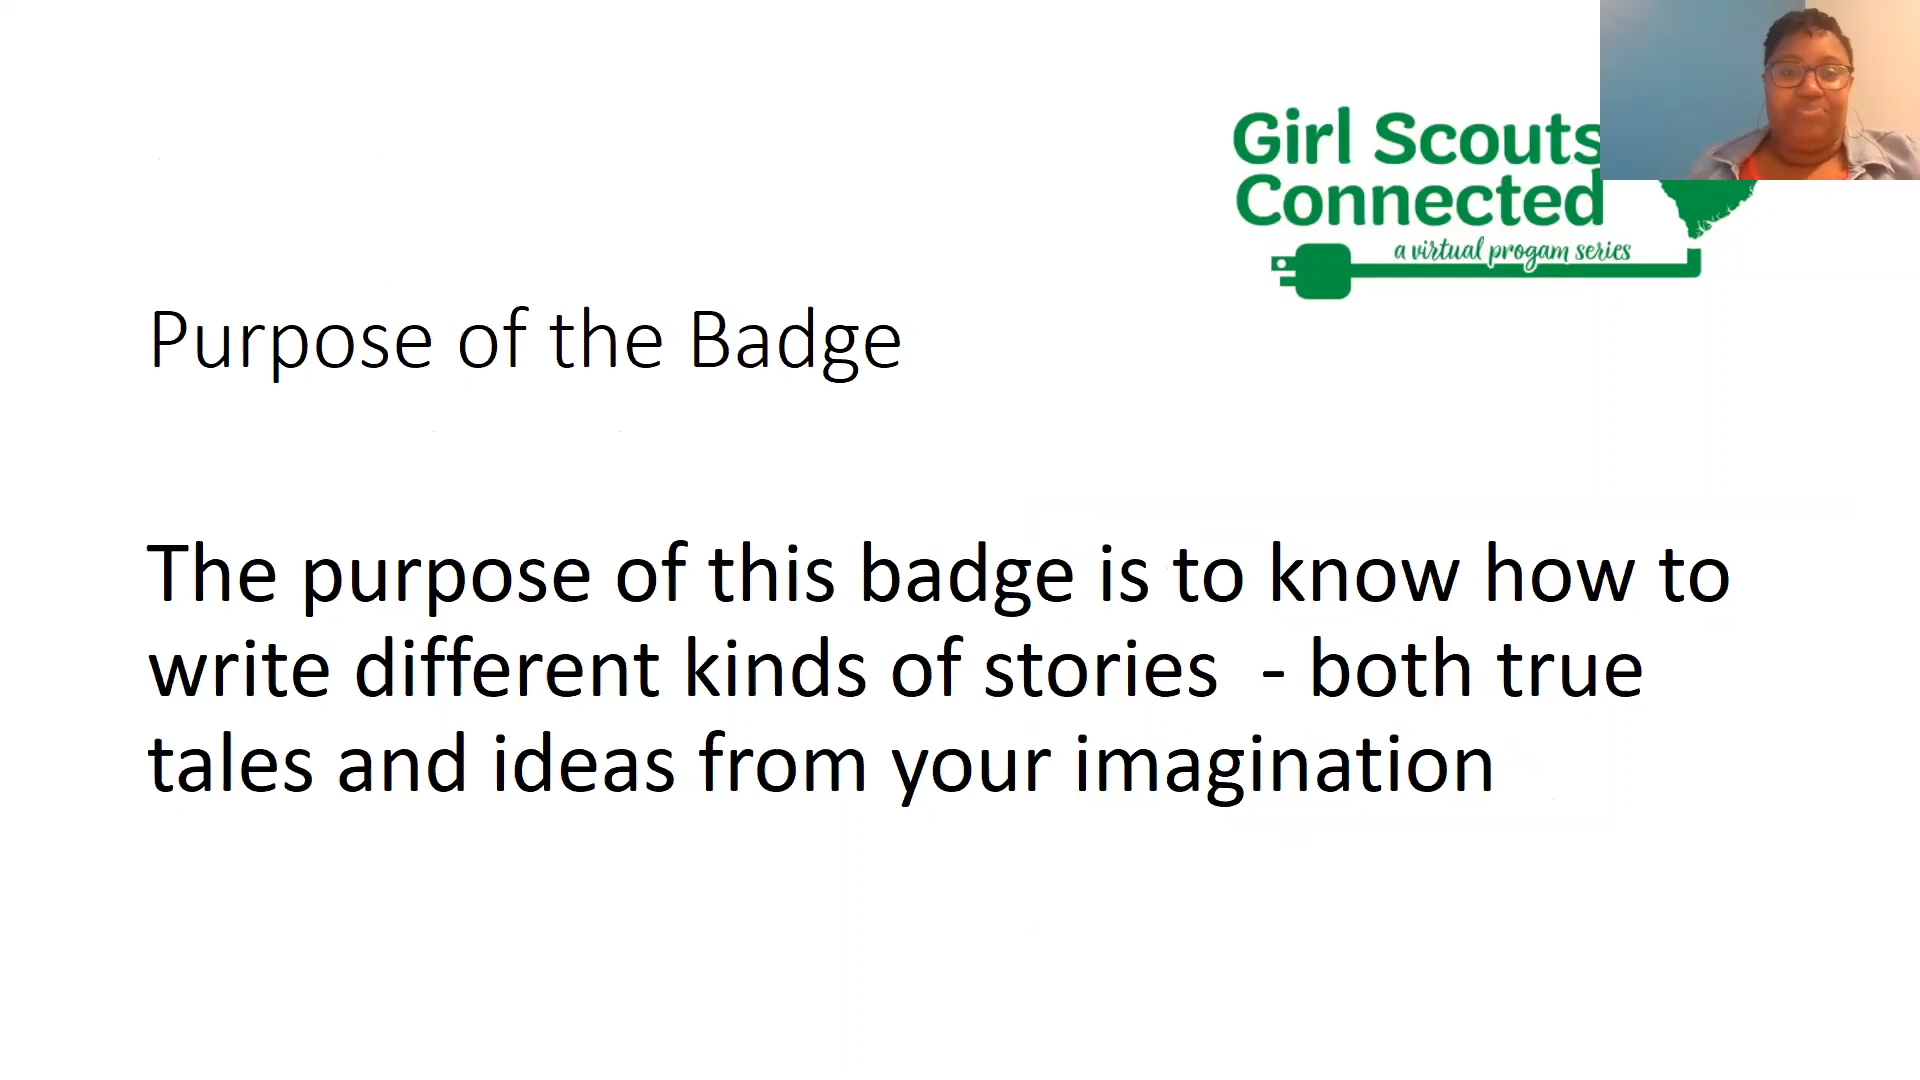 Girl Scouts
Connected
a virtual progam series
Purpose of the Badge
The purpose of this badge is to know how to
write different kinds of stories  - both true
tales and ideas from your imagination